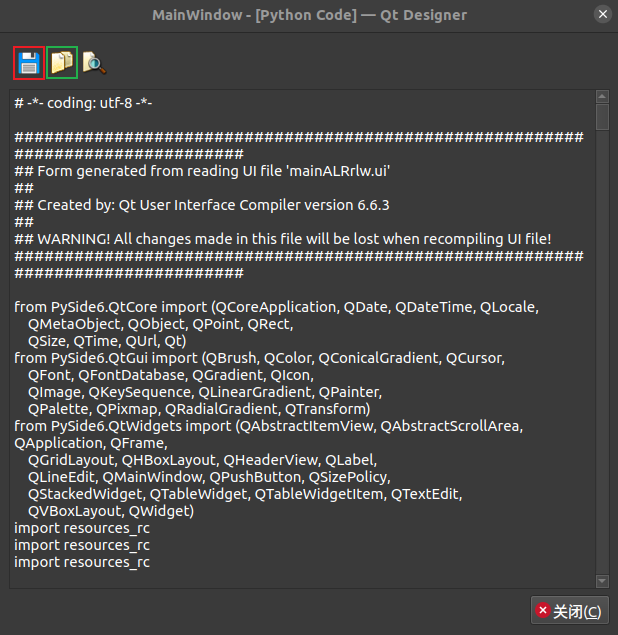 MainWindow - [Python Code] — Qt Designer
# -*- coding: utf-8 -*-
#########################################################
#######################
## Form generated from reading UI file 'mainALRrlw.ui'
##
## Created by: Qt User Interface Compiler version 6.6.3
##
## WARNING! All changes made in this file will be lost when recompiling UI file!
#########################################################
#######################
from PySide6.QtCore import (QCoreApplication, QDate, QDateTime, QLocale,
QMetaObject, QObject, QPoint, QRect,
QSize, QTime, QUrl, Qt)
from PySide6.QtGui import (QBrush, QColor, QConicalGradient, QCursor,
QFont, QFontDatabase, QGradient, QIcon,
QImage, QKeySequence, QLinearGradient, QPainter,
QPalette, QPixmap, QRadialGradient, QTransform)
from PySide6.QtWidgets import (QAbstractItemView, QAbstractScrollArea,
QApplication, QFrame,
QGridLayout, QHBoxLayout, QHeaderView, QLabel,
QLineEdit, QMainWindow, QPushButton, QSizePolicy,
QStackedWidget, QTableWidget, QTableWidgetItem, QTextEdit,
QVBoxLayout, QWidget)
import resources_rc
import resources_rc
import resources_rc
关闭(C)